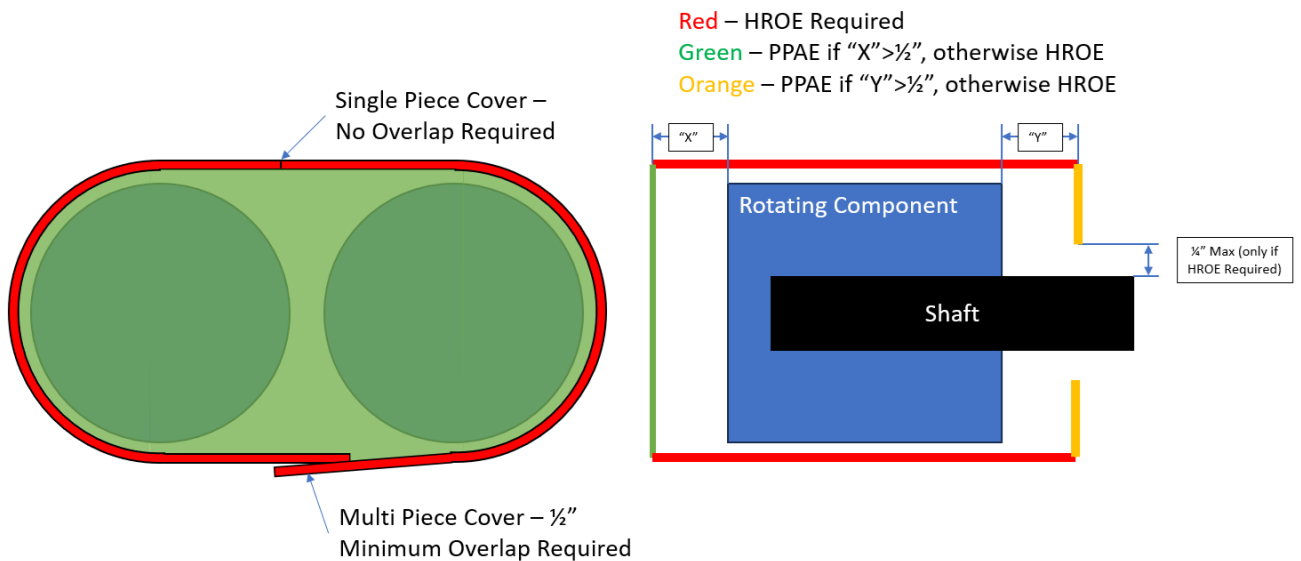 Red – HROE Required
Green – PPAE if “X”>½”, otherwise HROE
Orange – PPAE if “Y”>½”, otherwise HROE
Single Piece Cover –
No Overlap Required
“X”
“Y”
Rotating Component
¼” Max (only if
HROE Required)
Shaft
Multi Piece Cover – ½”
Minimum Overlap Required